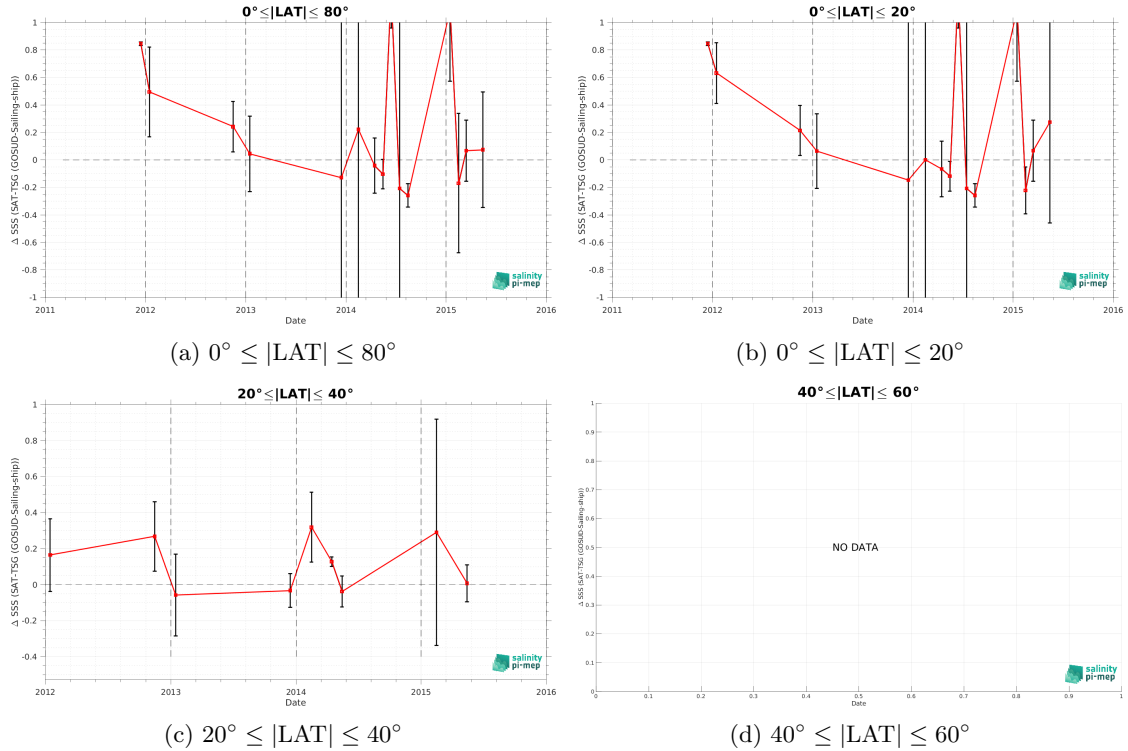 0°≤|LAT|≤ 80°
1
0.8
0.6
0.4
0.2
0
-0.2
-0.4
-0.6
-0.8
-1
Δ SSS (SAT-TSG (GOSUD-Sailing-ship))
2011 2012 2013 2014 2015 2016
Date
salinity
pi-mep
(a) 0° ≤ |LAT| ≤ 80°
0°≤|LAT|≤ 20°
1
0.8
0.6
0.4
0.2
0
-0.2
-0.4
-0.6
-0.8
-1
Δ SSS (SAT-TSG (GOSUD-Sailing-ship))
2011 2012 2013 2014 2015 2016
Date
salinity
pi-mep
(b) 0° ≤ |LAT| ≤ 20°
20°≤|LAT|≤ 40°
1
0.8
0.6
0.4
0.2
0
-0.2
-0.4
Δ SSS (SAT-TSG (GOSUD-Sailing-ship))
2012 2013 2014 2015 2016
Date
salinity
pi-mep
(c) 20° ≤ |LAT| ≤ 40°
40°≤|LAT|≤ 60°
1
0.9
0.8
0.7
0.6
0.5
0.4
0.3
0.2
0.1
0
Δ SSS (SAT-TSG (GOSUD-Sailing-ship))
NO DATA
0 0.1 0.2 0.3 0.4 0.5 0.6 0.7 0.8 0.9 1
Date
salinity
pi-mep
(d) 40° ≤ |LAT| ≤ 60°